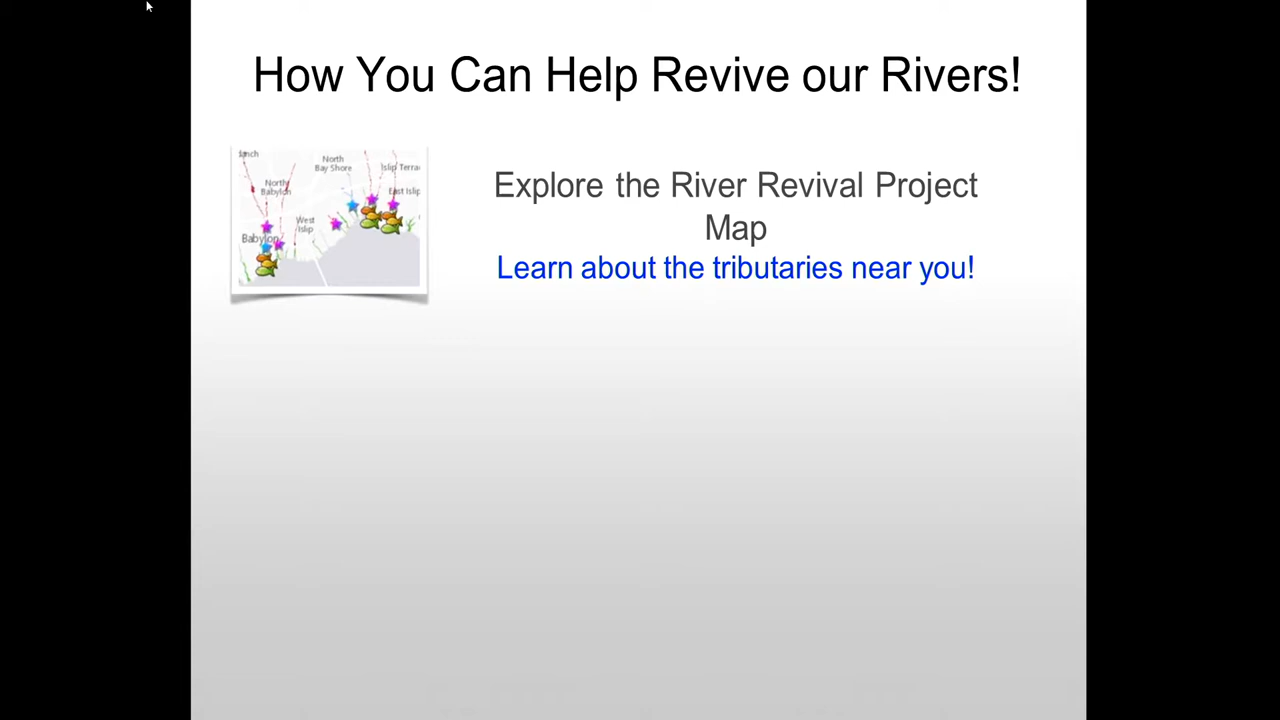 How You Can Help Revive our Rivers!
North
Bay Shore
Islip Terra
North
Babylon
East Islip
West
Islip
Babylon
Explore the River Revival Project
Map
Learn about the tributaries near you!